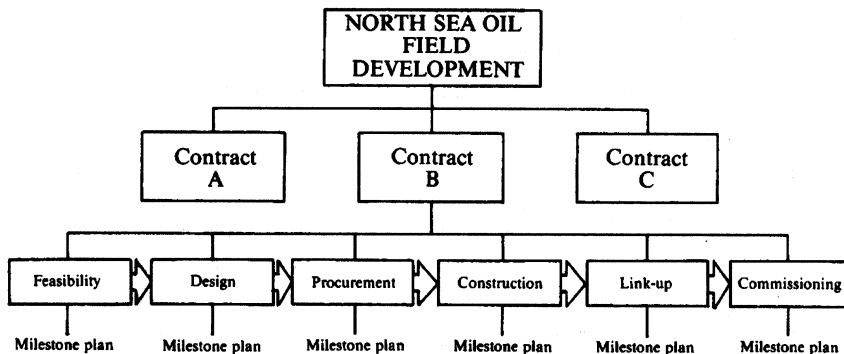 NORTH SEA OIL
FIELD
DEVELOPMENT
Contract
A
Contract
B
Contract
C
Feasibility
Design
Procurement
Construction
Link-up
Commissioning
Milestone plan
Milestone plan
Milestone plan
Milestone plan
Milestone plan
Milestone plan